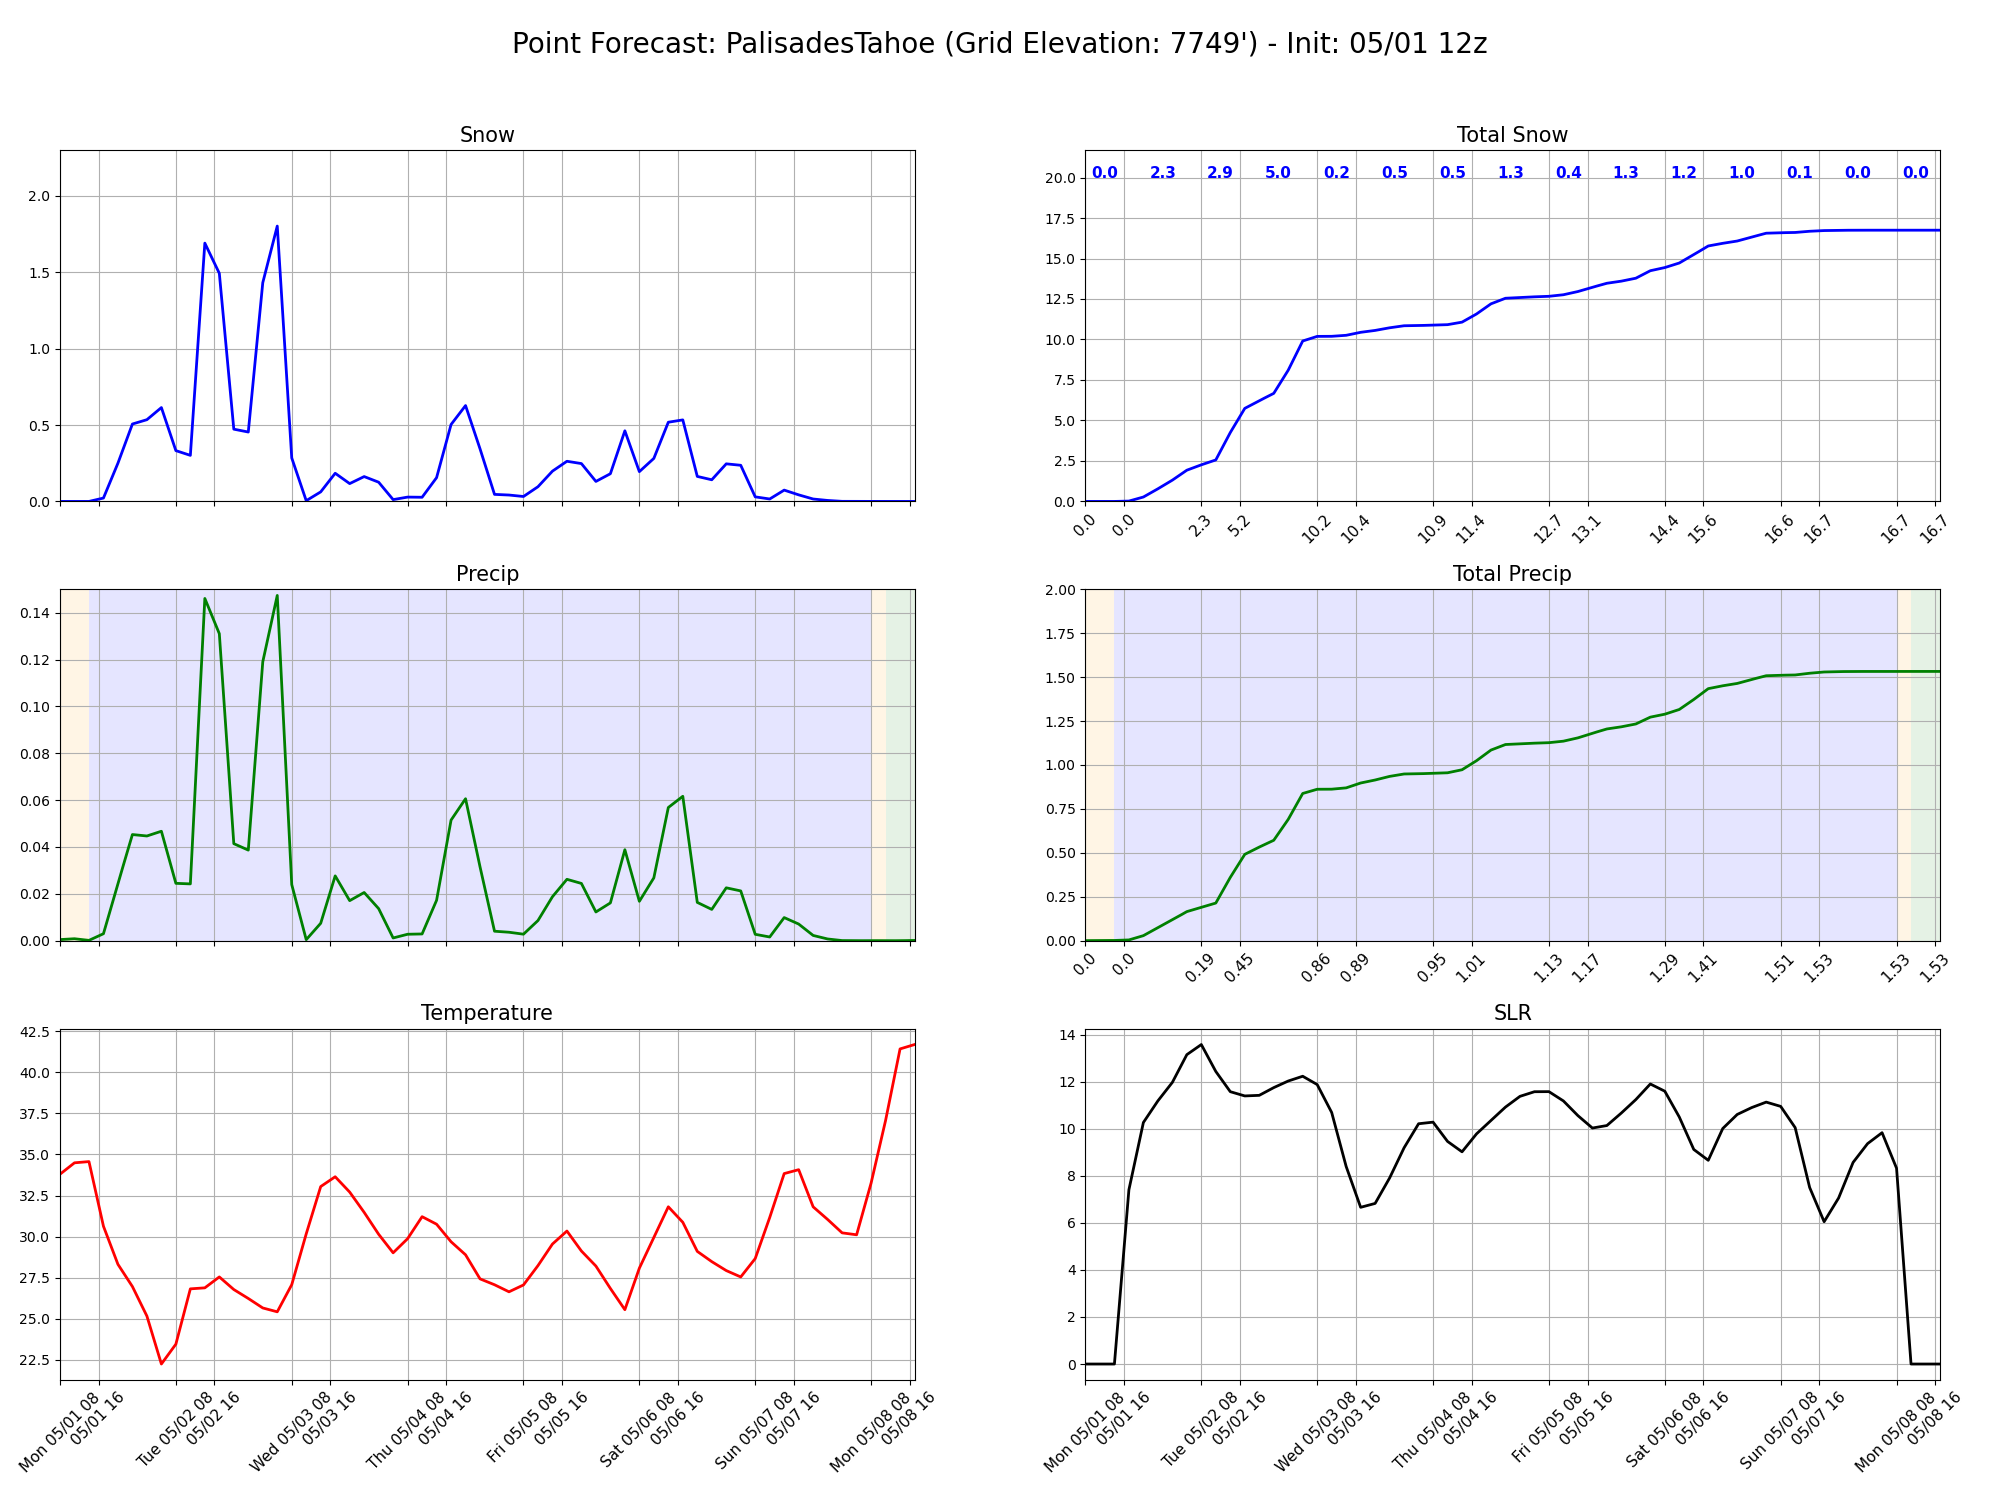 Point Forecast: PalisadesTahoe (Grid Elevation: 7749') - Init: 05/01 12z
Snow
2.0
1.5
1.0
0.5
0.0
Total Snow
0.0 2.3 2.9 5.0 0.2 0.5 0.5 1.3 0.4 1.3 1.2 1.0 0.1 0.0 0.0
20.0
17.5
15.0
12.5
10.0
7.5
5.0
2.5
0.0
0.0 0.0 2.3 5.2 10.2 10.4 10.9 11.4 12.7 13.1 14.4 15.6 16.6 16.7 16.7 16.7
Precip
0.14
0.12
0.10
0.08
0.06
0.04
0.02
0.00
Total Precip
2.00
1.75
1.50
1.25
1.00
0.75
0.50
0.25
0.00
0.0 0.0 0.19 0.45 0.86 0.89 0.95 1.01 1.13 1.17 1.29 1.41 1.51 1.53 1.53 1.53
Temperature
42.5
40.0
37.5
35.0
32.5
30.0
27.5
25.0
22.5
Mon 05/01 08
05/01 16
Tue 05/02 08
05/02 16
Wed 05/03 08
05/03 16
Thu 05/04 08
05/04 16
Fri 05/05 08
05/05 16
Sat 05/06 08
05/06 16
Sun 05/07 08
05/07 16
Mon 05/08 08
05/08 16
SLR
14
12
10
8
6
4
2
0
Mon 05/01 08
05/01 16
Tue 05/02 08
05/02 16
Wed 05/03 08
05/03 16
Thu 05/04 08
05/04 16
Fri 05/05 08
05/05 16
Sat 05/06 08
05/06 16
Sun 05/07 08
05/07 16
Mon 05/08 08
05/08 16